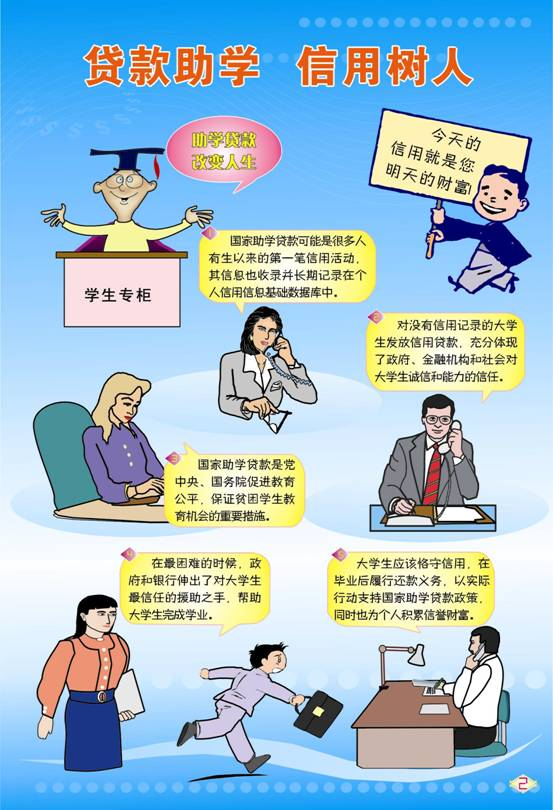 贷款助学 信用树人
助学贷款
改变人生
今天的
信用就是您
明天的财富!
学生专柜
1
国家助学贷款可能是很多人
有生以来的第一笔信用活动,
其信息也收录并长期记录在个
人信用信息基础数据库中。
2
对没有信用记录的大学
生发放信用贷款,充分体现
了政府、金融机构和社会对
大学生诚信和能力的信任。
3
国家助学贷款是党
中央、国务院促进教育
公平,保证贫困学生教
育机会的重要措施。
4
在最困难的时候,政
府和银行伸出了对大学生
最信任的援助之手,帮助
大学生完成学业。
5
大学生应该恪守信用,在
毕业后履行还款义务,以实际
行动支持国家助学贷款政策,
同时也为个人积累信誉财富。
2